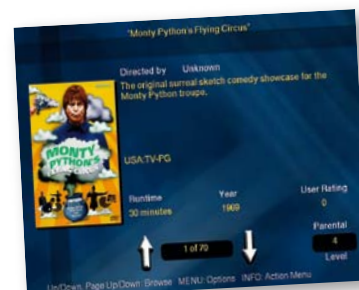 "Monty Python's Flying Circus"
Directed by Unknown
The original surreal sketch comedy showcase for the
Monty Python troupe.
MONTY
PYTHON'S
FLYING CIRCUS
USA:TV-PG
Runtime Year User Rating
30 minutes 1969 0
Parental
1 of 70 4
Level
Up/Down, Page Up/Down: Browse MENU: Options INFO: Action Menu